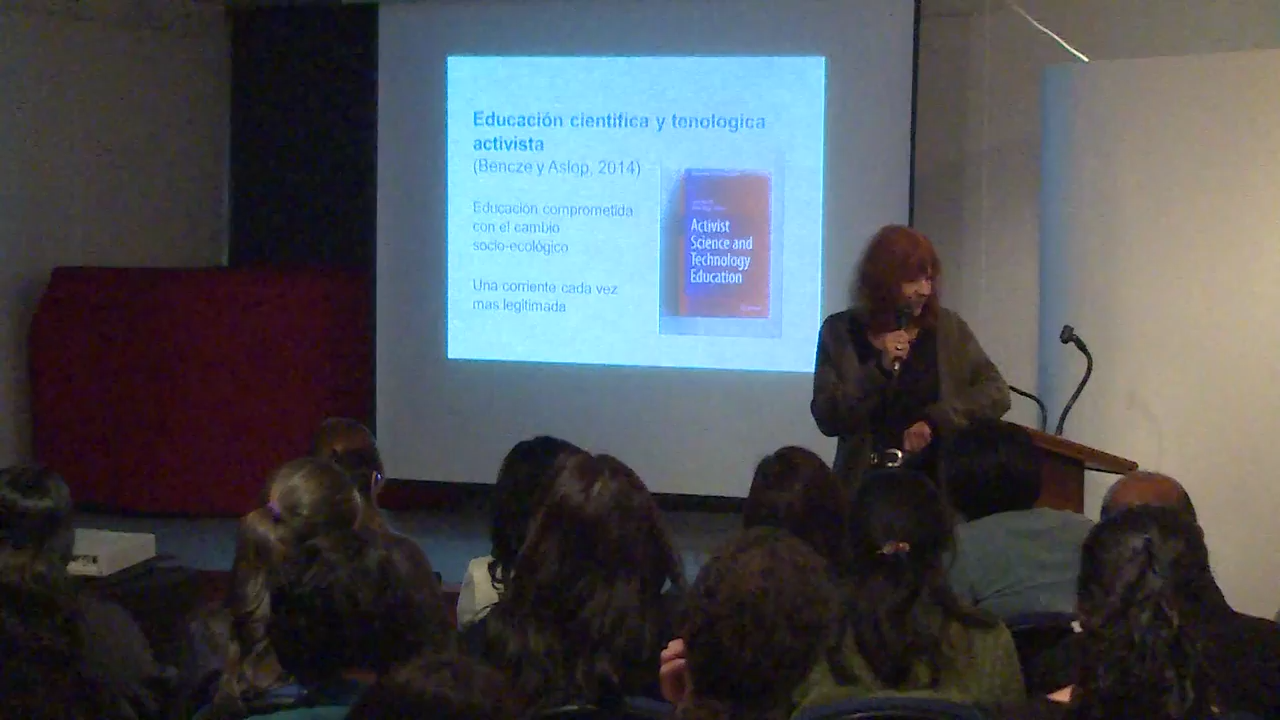 Educación cientifica y tenologica
activista
(Bencze y Aslop, 2014)
Educación comprometida
con el cambio
socio-ecológico
Una corriente cada vez
mas legitimada
Activist
Science and
Technology
Education